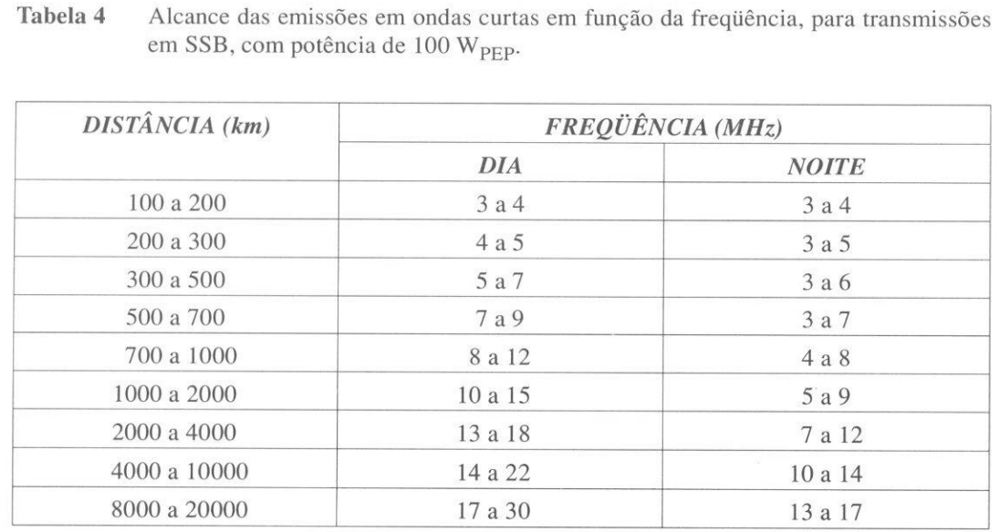 Tabela 4 Alcance das emissões em ondas curtas em função da freqüência, para transmissões
em SSB, com potência de 100 W_PEP.
DISTÂNCIA (km) FREQÜÊNCIA (MHz)
DIA NOITE
100 a 200 3 a 4 3 a 4
200 a 300 4 a 5 3 a 5
300 a 500 5 a 7 3 a 6
500 a 700 7 a 9 3 a 7
700 a 1000 8 a 12 4 a 8
1000 a 2000 10 a 15 5 a 9
2000 a 4000 13 a 18 7 a 12
4000 a 10000 14 a 22 10 a 14
8000 a 20000 17 a 30 13 a 17